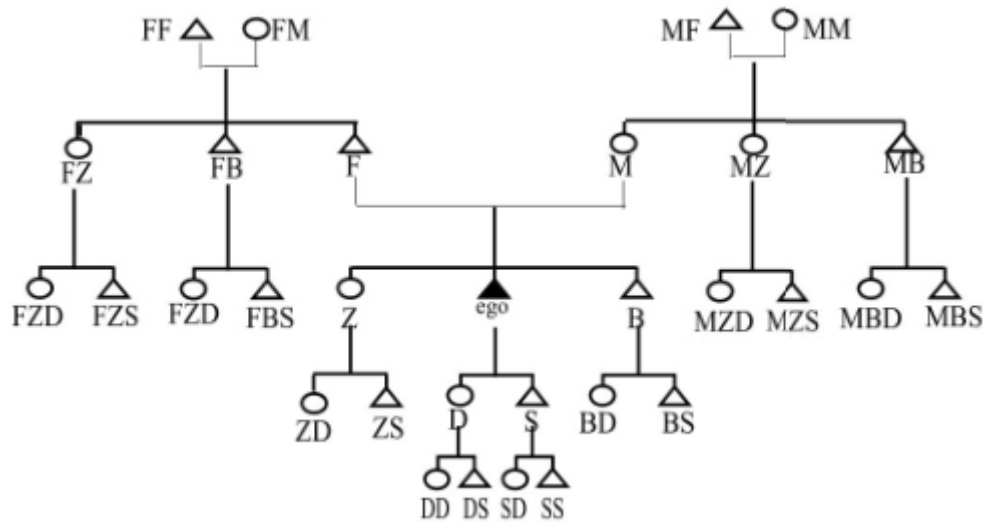 FF FM MF MM
FZ FB F M MZ MB
FZD FZS FZD FBS Z ego B MZD MZS MBD MBS
ZD ZS D S BD BS
DD DS SD SS